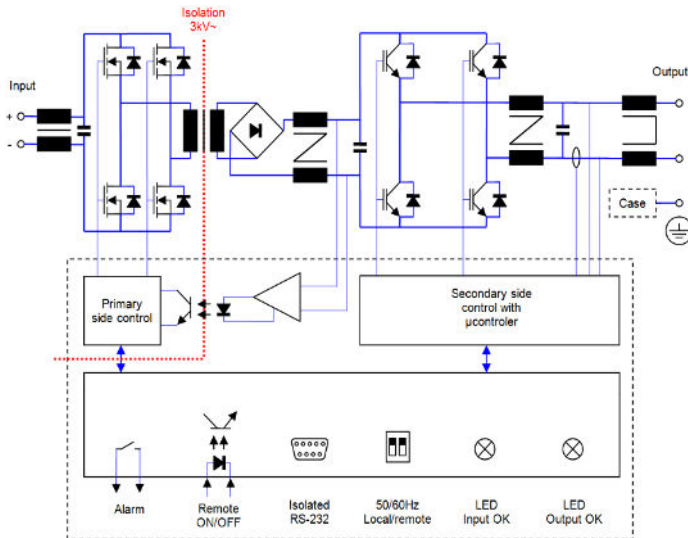 Isolation
3kV~
Input
Output
+
-
Case
Primary
side control
Secondary side
control with
µcontroler
Alarm
Remote
ON/OFF
Isolated
RS-232
50/60Hz
Local/remote
LED
Input OK
LED
Output OK